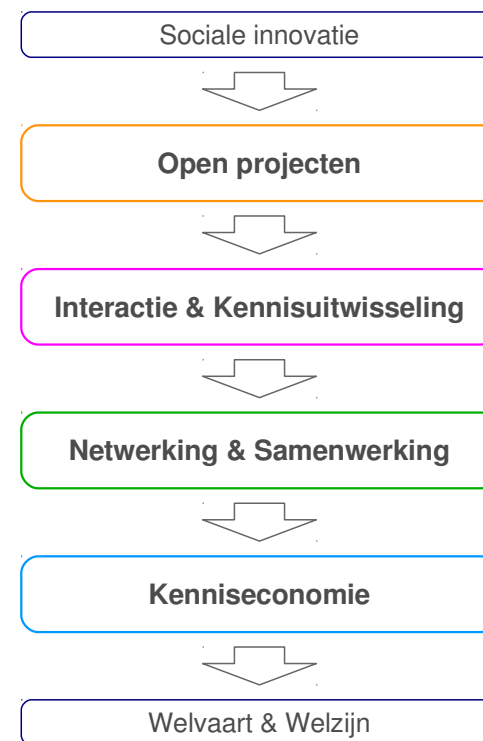 Sociale innovatie
Open projecten
Interactie & Kennisuitwisseling
Netwerking & Samenwerking
Kenniseconomie
Welvaart & Welzijn